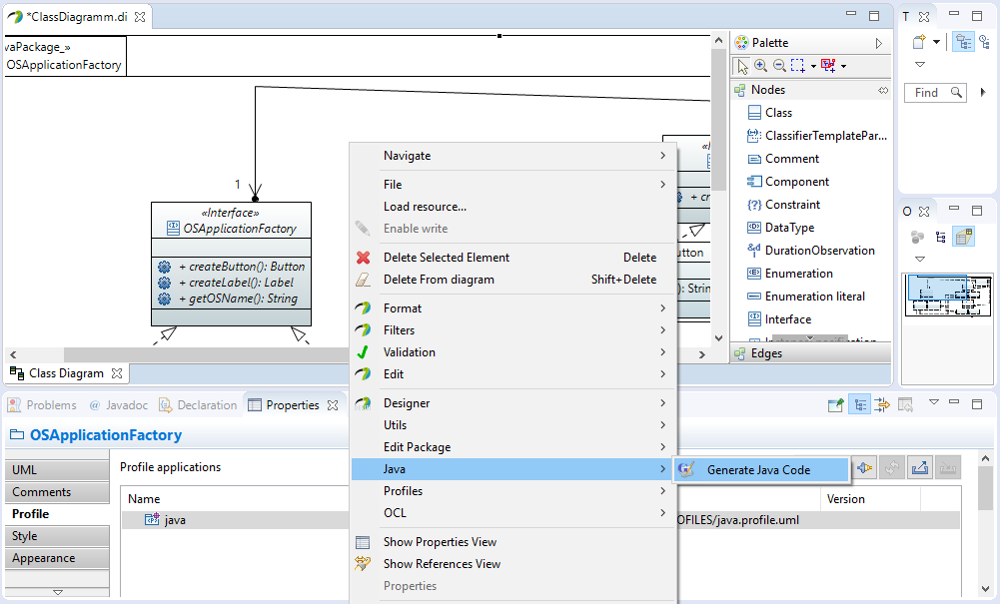 *ClassDiagramm.di
vaPackage_»
OSApplicationFactory
1
«Interface»
OSApplicationFactory
+ createButton(): Button
+ createLabel(): Label
+ getOSName(): String
«I
+ cr
utton
): Strin
Class Diagram
Palette
Nodes
Class
ClassifierTemplatePar...
Comment
Component
Constraint
DataType
DurationObservation
Enumeration
Enumeration literal
Interface
Edges
T
Find
O
Navigate
File
Load resource...
Enable write
Delete Selected Element Delete
Delete From diagram Shift+Delete
Format
Filters
Validation
Edit
Designer
Utils
Edit Package
Java
Generate Java Code
Profiles
OCL
Show Properties View
Show References View
Properties
Problems
Javadoc
Declaration
Properties
OSApplicationFactory
UML
Comments
Profile
Style
Appearance
Profile applications
Name
Version
java
OFILES/java.profile.uml